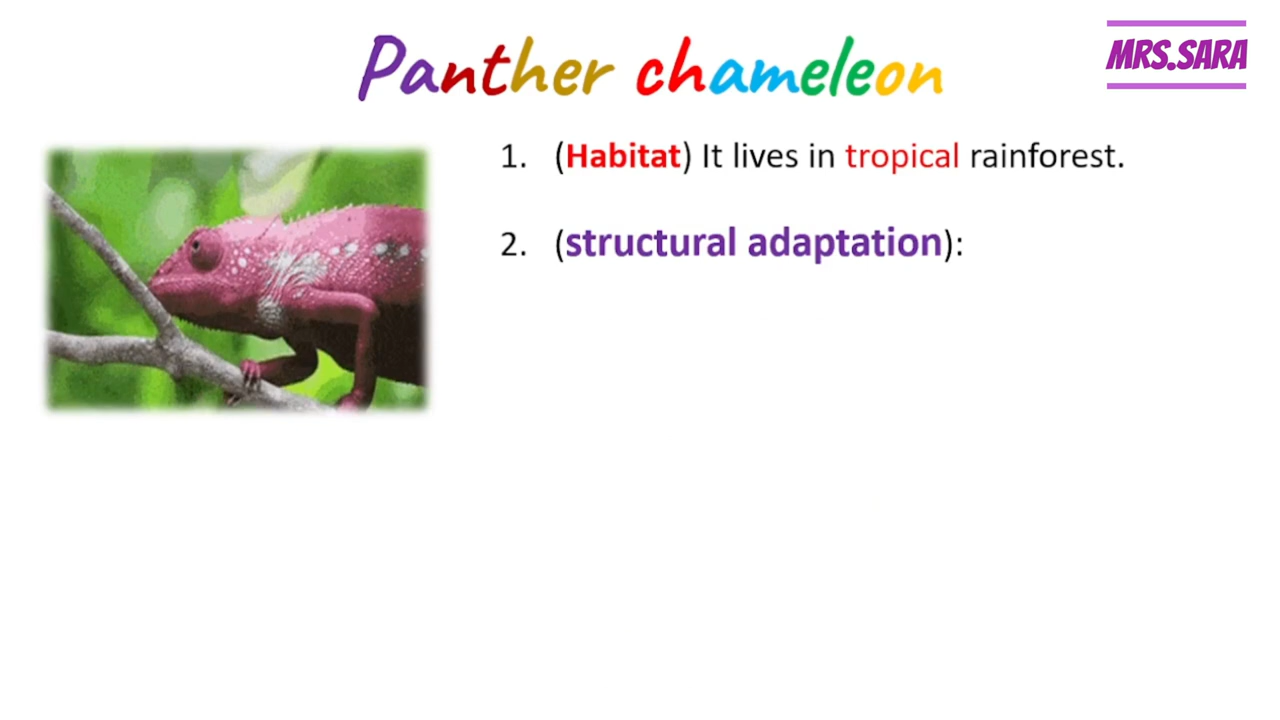 Panther chameleon
MRS.SARA
1. (Habitat) It lives in tropical rainforest.
2. (structural adaptation):